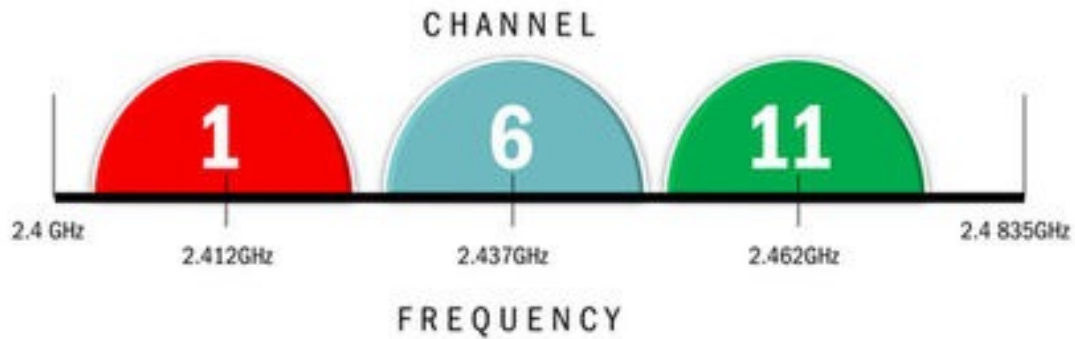 CHANNEL
1 6 11
2.4 GHz 2.4 835GHz
2.412GHz 2.437GHz 2.462GHz
FREQUENCY